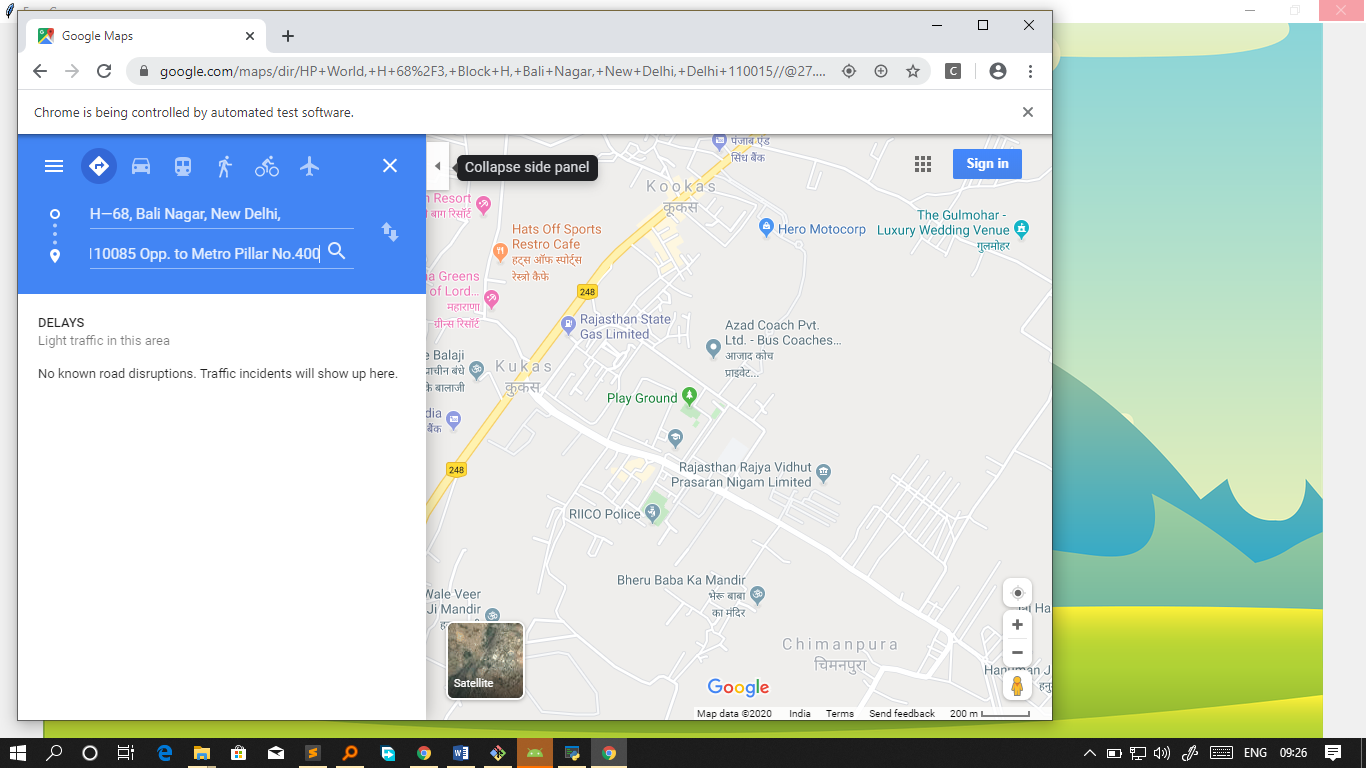 Google Maps
google.com/maps/dir/HP+World,+H+68%2F3,+Block+H,+Bali+Nagar,+New+Delhi,+Delhi+110015//@27....
C
Chrome is being controlled by automated test software.
Collapse side panel
Sign in
H—68, Bali Nagar, New Delhi,
110085 Opp. to Metro Pillar No.400
DELAYS
Light traffic in this area
No known road disruptions. Traffic incidents will show up here.
पंजाब एंड
सिंध बैंक
Kookas
कूकस
Resort
बाग रिसॉर्ट
Hats Off Sports
Restro Cafe
हट्स ऑफ स्पोर्ट्स
रेस्त्रो कैफे
Hero Motocorp
The Gulmohar -
Luxury Wedding Venue
गुलमोहर
Greens
of Lord...
महाराणा
ग्रीन्स रिसॉर्ट
248
Rajasthan State
Gas Limited
Azad Coach Pvt.
Ltd. - Bus Coaches...
आजाद कोच
प्राइवेट...
Balaji
के बालाजी
Kukas
कुकस
Play Ground
बैंक
248
Rajasthan Rajya Vidhut
Prasaran Nigam Limited
RIICO Police
Bheru Baba Ka Mandir
भेरू बाबा
का मंदिर
Wale Veer
Ji Mandir
Chimanpura
चिमनपुरा
Satellite
Google
Map data ©2020 India Terms Send feedback 200 m
ENG 09:26